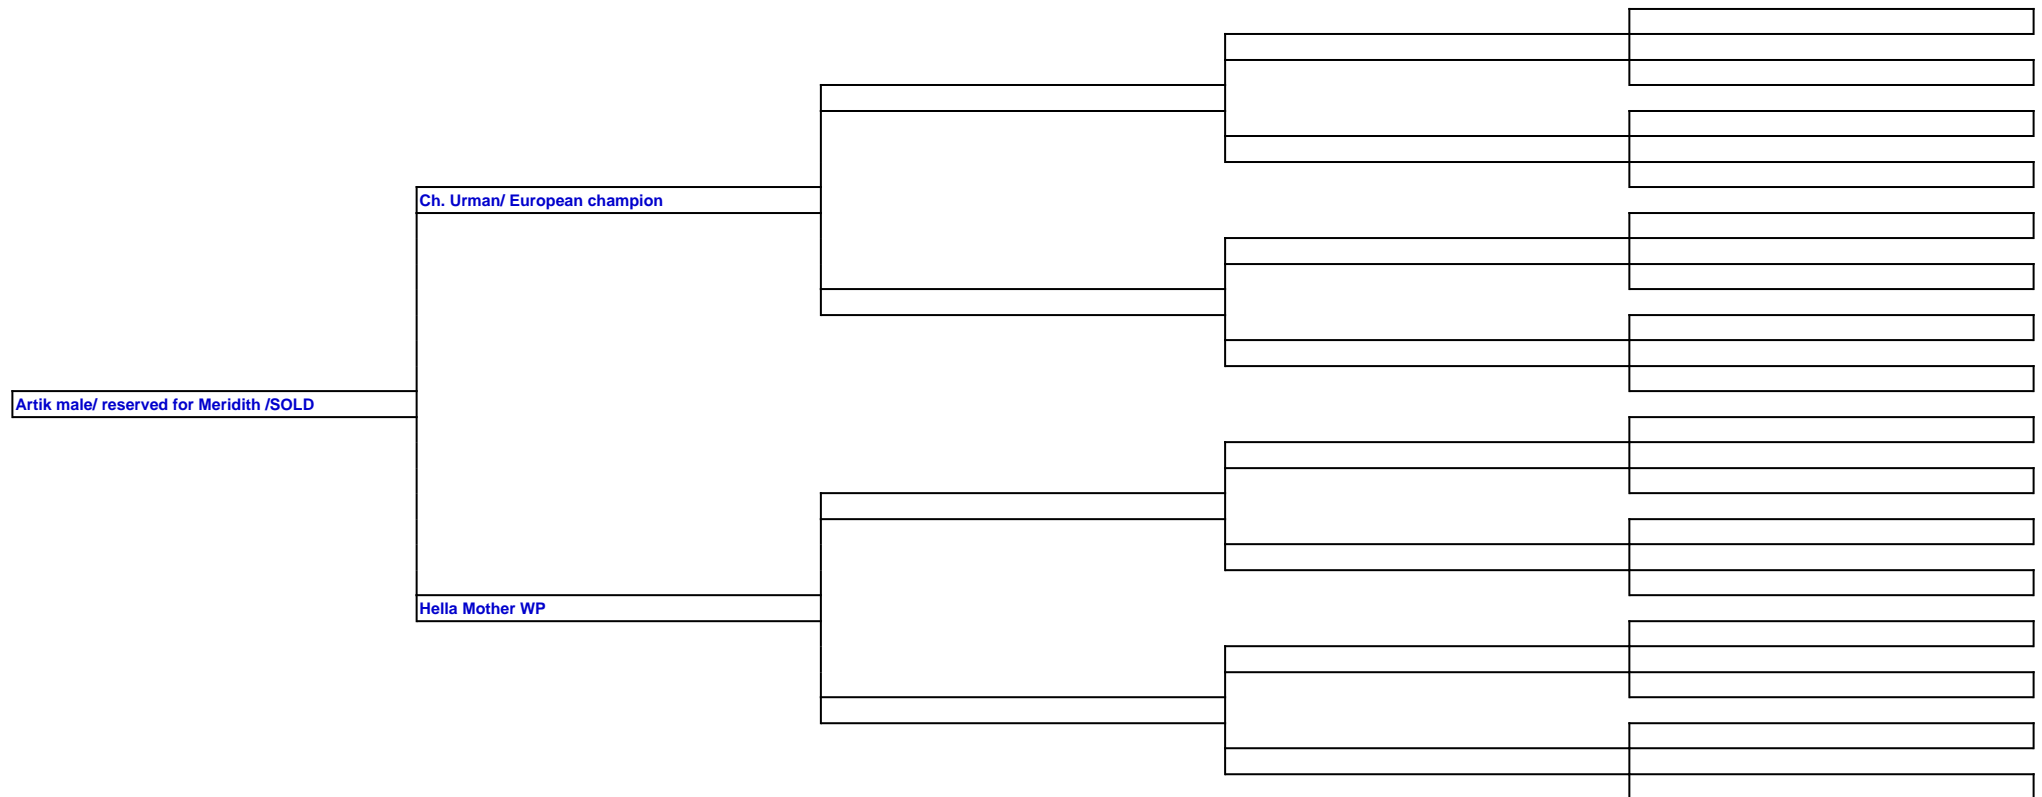 Ch. Urman/ European champion
Artik male/ reserved for Meridith /SOLD
Hella Mother WP